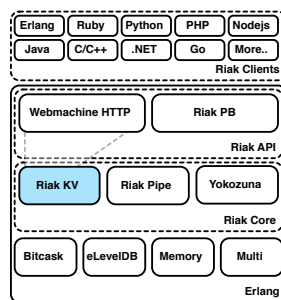 Erlang Ruby Python PHP Nodejs
Java C/C++ .NET Go More..
Riak Clients
Webmachine HTTP Riak PB
Riak API
Riak KV Riak Pipe Yokozuna
Riak Core
Bitcask eLevelDB Memory Multi
Erlang